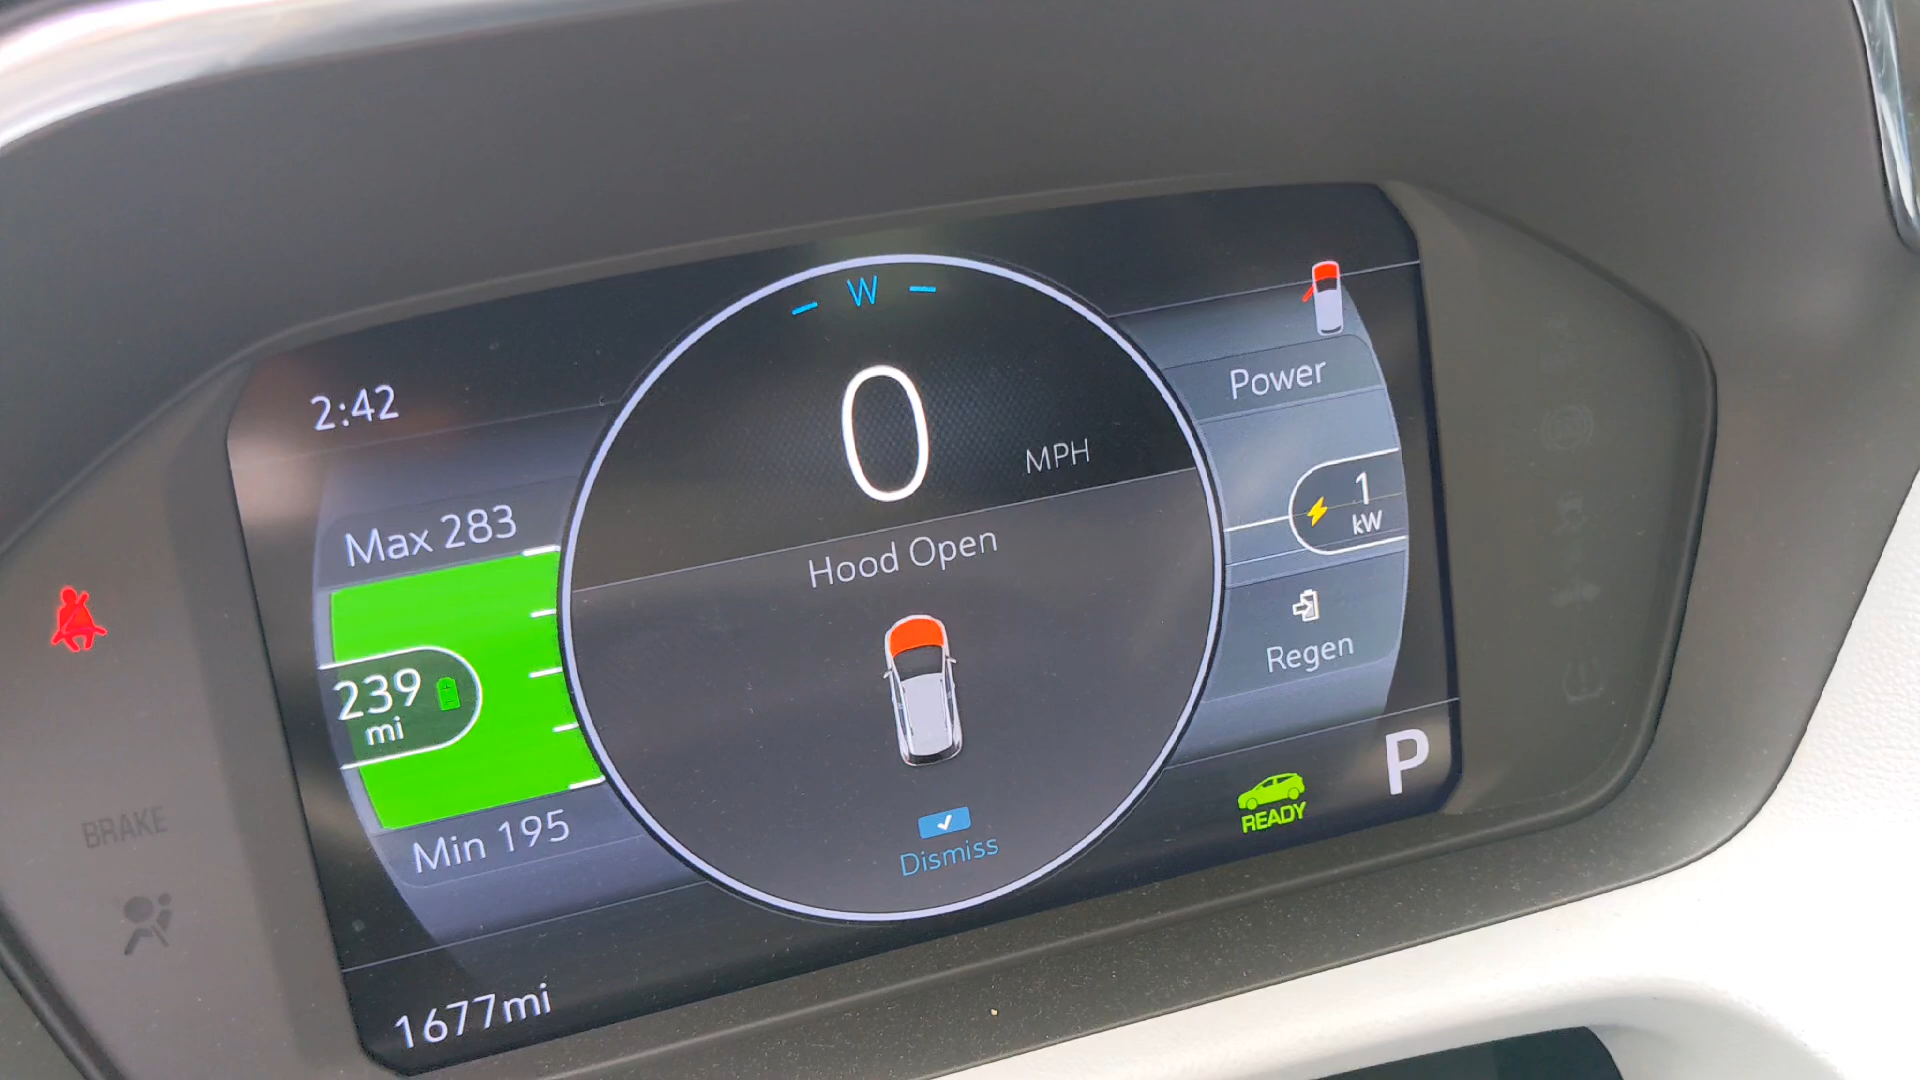 W
2:42
0
MPH
Power
Max 283
1
kW
Hood Open
239
mi
Regen
BRAKE
Min 195
Dismiss
READY
P
1677mi